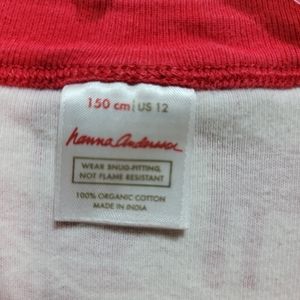 150 cm | US 12
hanna andersson
WEAR SNUG-FITTING,
NOT FLAME RESISTANT
100% ORGANIC COTTON
MADE IN INDIA